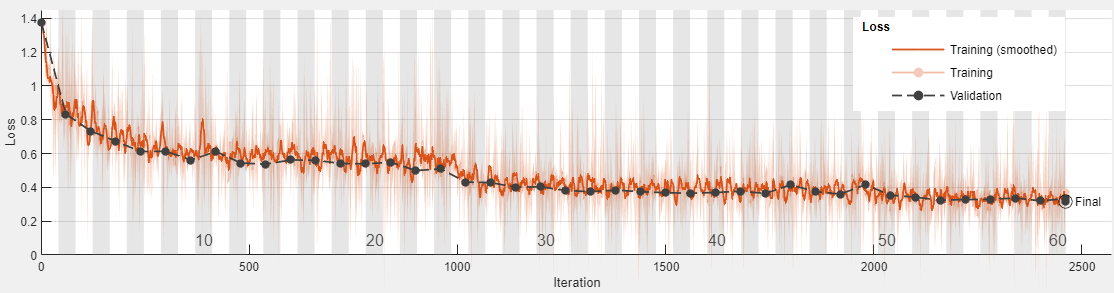 Loss
Training (smoothed)
Training
Validation
Loss
1.4
1.2
1
0.8
0.6
0.4
0.2
0
Final
10 20 30 40 50 60
0 500 1000 1500 2000 2500
Iteration